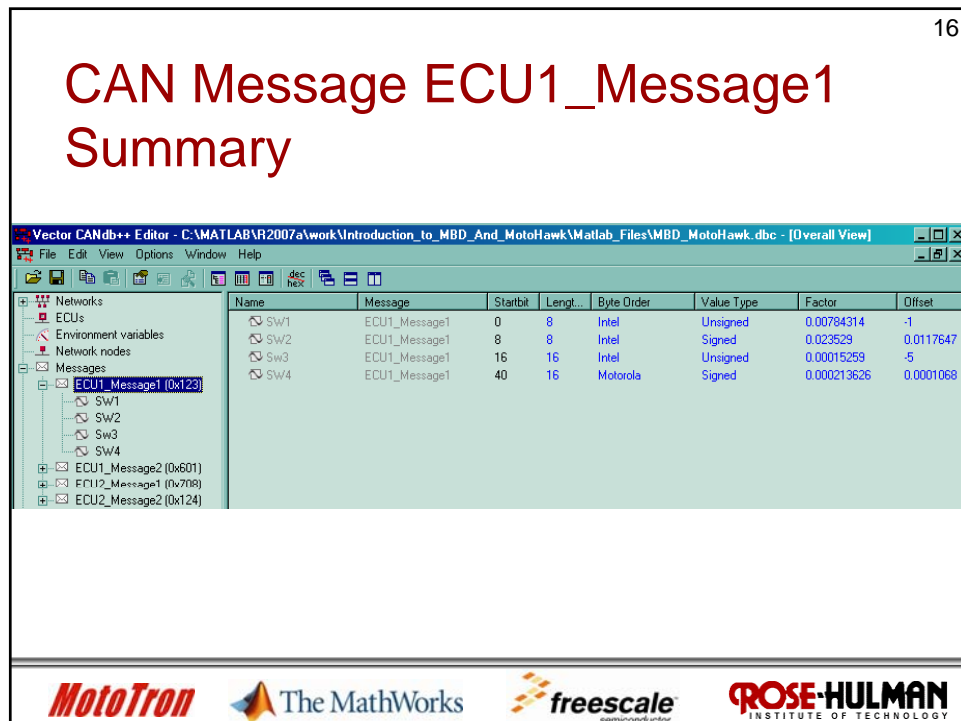 16
CAN Message ECU1_Message1
Summary
Vector CANdb++ Editor - C:\MATLAB\R2007a\work\Introduction_to_MBD_And_MotoHawk\Matlab_Files\MBD_MotoHawk.dbc - [Overall View]
File Edit View Options Window Help
dec
hex
Networks
ECUs
Environment variables
Network nodes
Messages
ECU1_Message1 (0x123)
SW1
SW2
Sw3
SW4
ECU1_Message2 (0x601)
ECU2_Message1 (0x708)
ECU2_Message2 (0x124)
Name Message Startbit Lengt... Byte Order Value Type Factor Offset
SW1 ECU1_Message1 0 8 Intel Unsigned 0.00784314 -1
SW2 ECU1_Message1 8 8 Intel Signed 0.023529 0.0117647
Sw3 ECU1_Message1 16 16 Intel Unsigned 0.00015259 -5
SW4 ECU1_Message1 40 16 Motorola Signed 0.000213626 0.0001068
MotoTron
The MathWorks
freescale
semiconductor
ROSE-HULMAN
INSTITUTE OF TECHNOLOGY